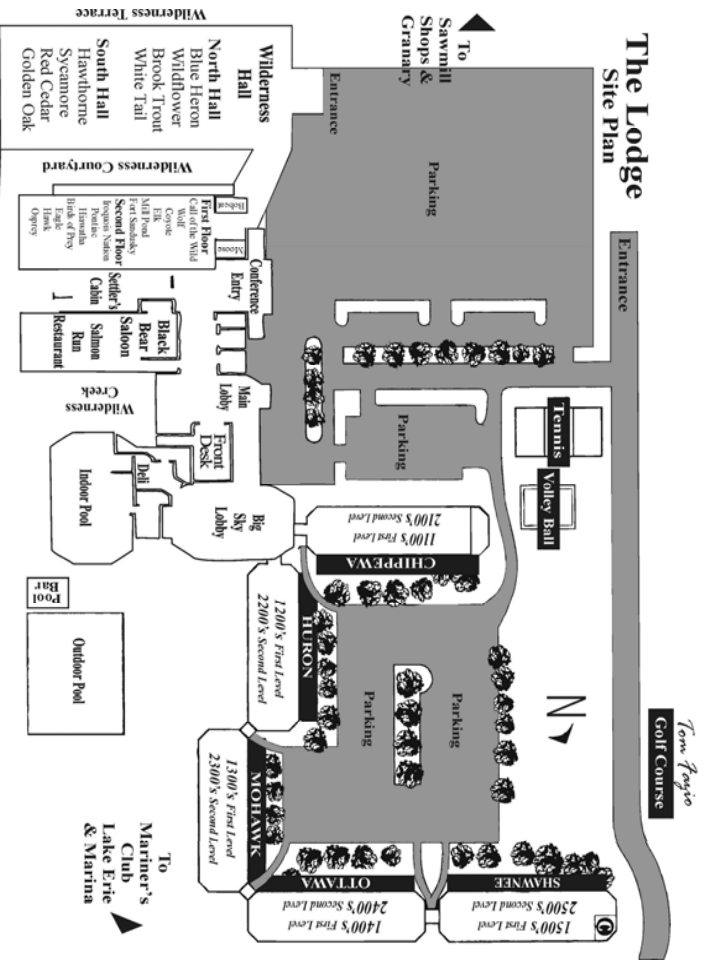 The Lodge
Site Plan
To
Sawmill
Shops &
Granary
Wilderness Terrace
Wilderness
Hall
North Hall
Blue Heron
Wildflower
Brook Trout
White Tail
South Hall
Hawthorne
Sycamore
Red Cedar
Golden Oak
Entrance
Parking
Entrance
Wilderness Courtyard
Bobcat
Moose
First Floor
Call of the Wild
Wolf
Coyote
Elk
Mill Pond
Fort Sandusky
Second Floor
Iroquois Nation
Pontiac
Hiawatha
Birds of Prey
Eagle
Hawk
Osprey
Conference
Entry
Settler's
Cabin
Black
Bear
Saloon
Salmon
Run
Restaurant
Main
Lobby
Wilderness
Creek
Front
Desk
Deli
Indoor Pool
Big
Sky
Lobby
Parking
Tennis
Volley Ball
1100's First Level
2100's Second Level
CHIPPEWA
HURON
1200's First Level
2200's Second Level
Pool
Bar
Outdoor Pool
Parking
Parking
N
Tom Fazio
Golf Course
MOHAWK
1300's First Level
2300's Second Level
OTTAWA
1400's First Level
2400's Second Level
SHAWNEE
1500's First Level
2500's Second Level
C
To
Mariner's
Club
Lake Erie
& Marina